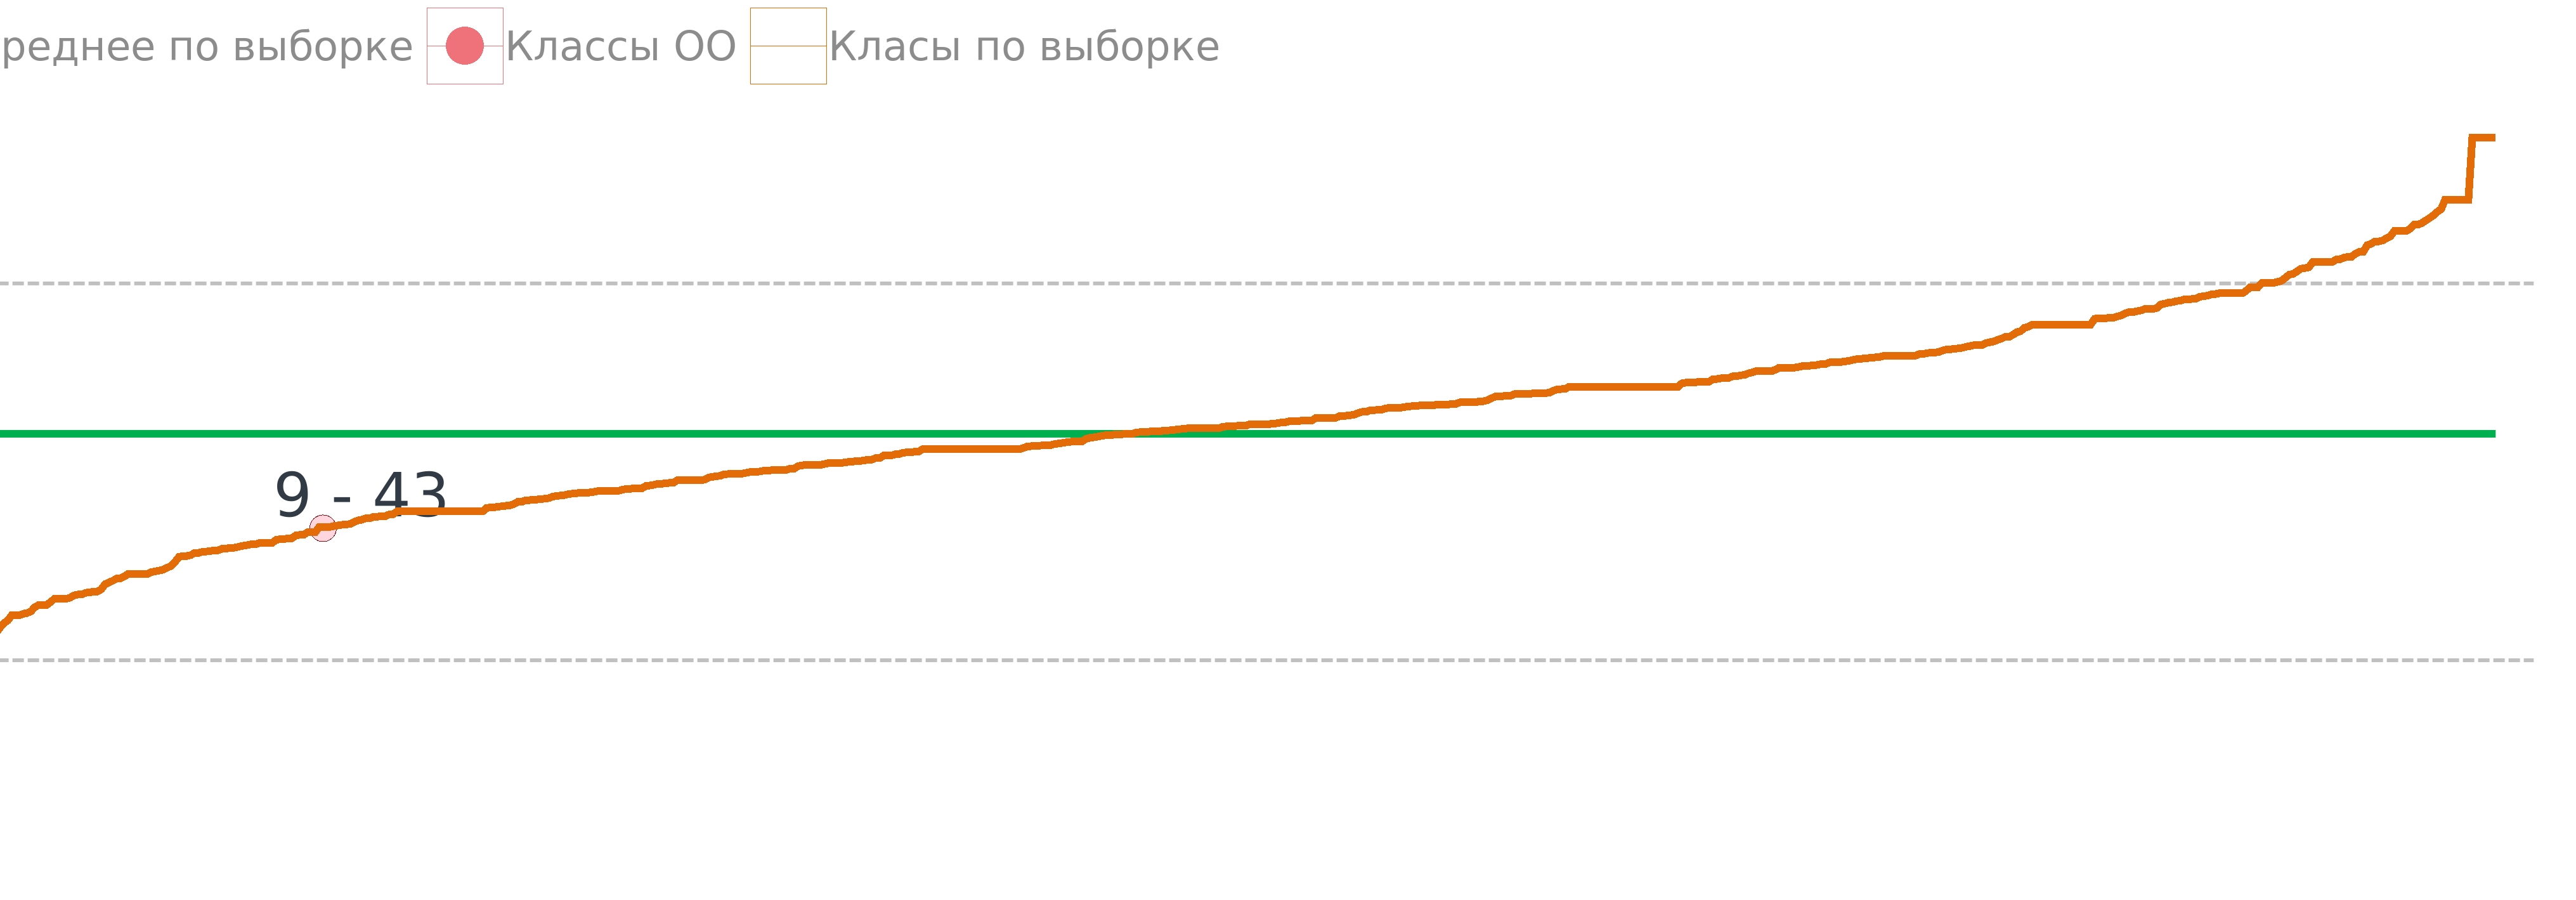 реднее по выборке Классы ОО Класы по выборке
9 - 43